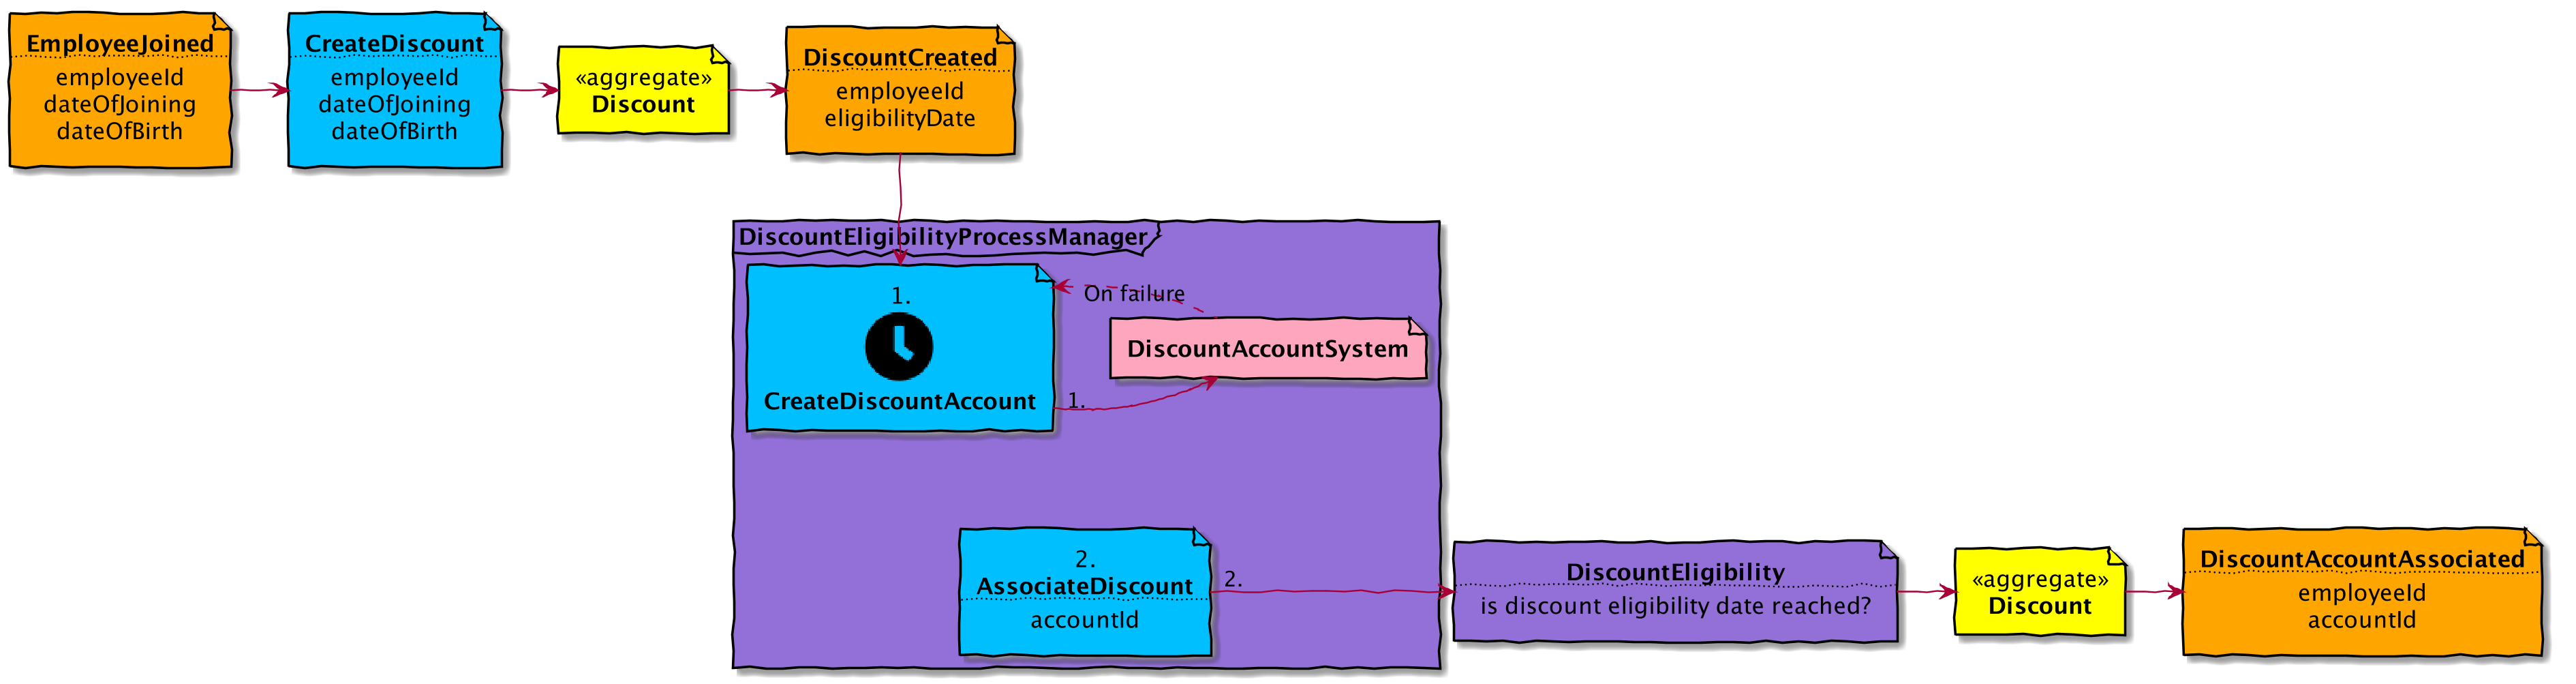 EmployeeJoined
employeeId
dateOfJoining
dateOfBirth
CreateDiscount
employeeId
dateOfJoining
dateOfBirth
«aggregate»
Discount
DiscountCreated
employeeId
eligibilityDate
DiscountEligibilityProcessManager
1.
CreateDiscountAccount
On failure
DiscountAccountSystem
1.
2.
AssociateDiscount
accountId
2.
DiscountEligibility
is discount eligibility date reached?
«aggregate»
Discount
DiscountAccountAssociated
employeeId
accountId